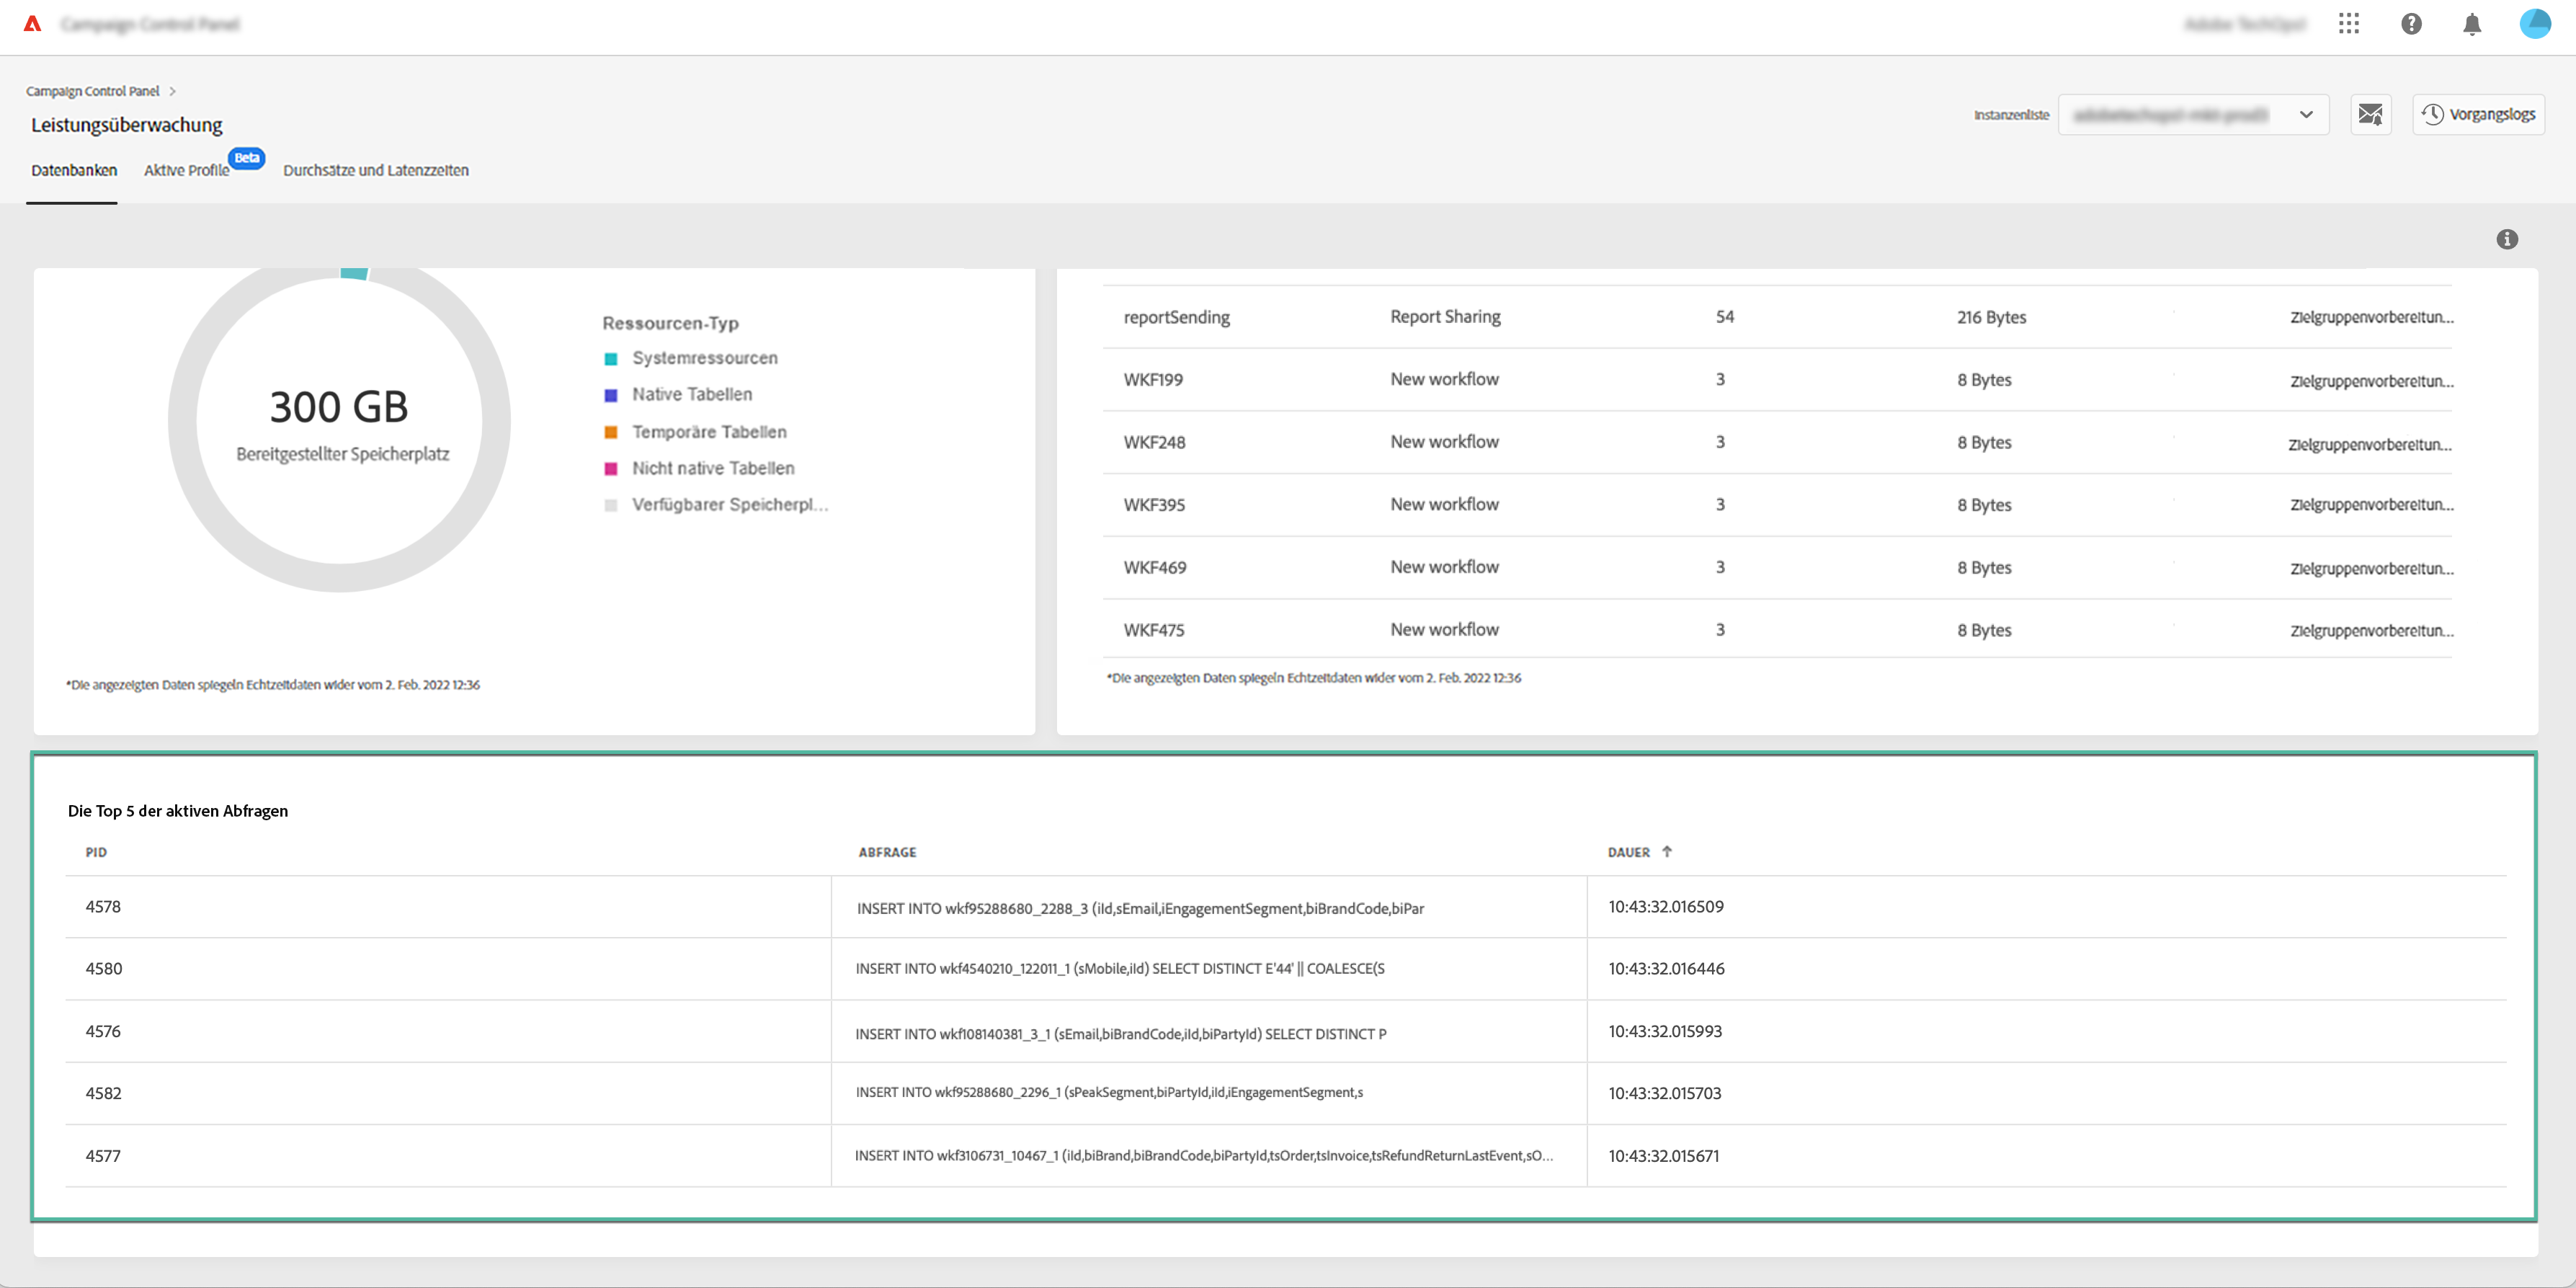 Campaign Control Panel
Campaign Control Panel >
Leistungsüberwachung
Instanzenliste
Vorgangslogs
Datenbanken Aktive Profile Beta Durchsätze und Latenzzeiten
300 GB
Bereitgestellter Speicherplatz
Ressourcen-Typ
Systemressourcen
Native Tabellen
Temporäre Tabellen
Nicht native Tabellen
Verfügbarer Speicherpl...
*Die angezeigten Daten spiegeln Echtzeitdaten wider vom 2. Feb. 2022 12:36
reportSending Report Sharing 54 216 Bytes Zielgruppenvorbereitun...
WKF199 New workflow 3 8 Bytes Zielgruppenvorbereitun...
WKF248 New workflow 3 8 Bytes Zielgruppenvorbereitun...
WKF395 New workflow 3 8 Bytes Zielgruppenvorbereitun...
WKF469 New workflow 3 8 Bytes Zielgruppenvorbereitun...
WKF475 New workflow 3 8 Bytes Zielgruppenvorbereitun...
*Die angezeigten Daten spiegeln Echtzeitdaten wider vom 2. Feb. 2022 12:36
Die Top 5 der aktiven Abfragen
PID ABFRAGE DAUER ↑
4578 INSERT INTO wkf95288680_2288_3 (iId,sEmail,iEngagementSegment,biBrandCode,biPar 10:43:32.016509
4580 INSERT INTO wkf4540210_122011_1 (sMobile,iId) SELECT DISTINCT E'44' || COALESCE(S 10:43:32.016446
4576 INSERT INTO wkf108140381_3_1 (sEmail,biBrandCode,iId,biPartyId) SELECT DISTINCT P 10:43:32.015993
4582 INSERT INTO wkf95288680_2296_1 (sPeakSegment,biPartyId,iId,iEngagementSegment,s 10:43:32.015703
4577 INSERT INTO wkf3106731_10467_1 (iId,biBrand,biBrandCode,biPartyId,tsOrder,tsInvoice,tsRefundReturnLastEvent,sO... 10:43:32.015671